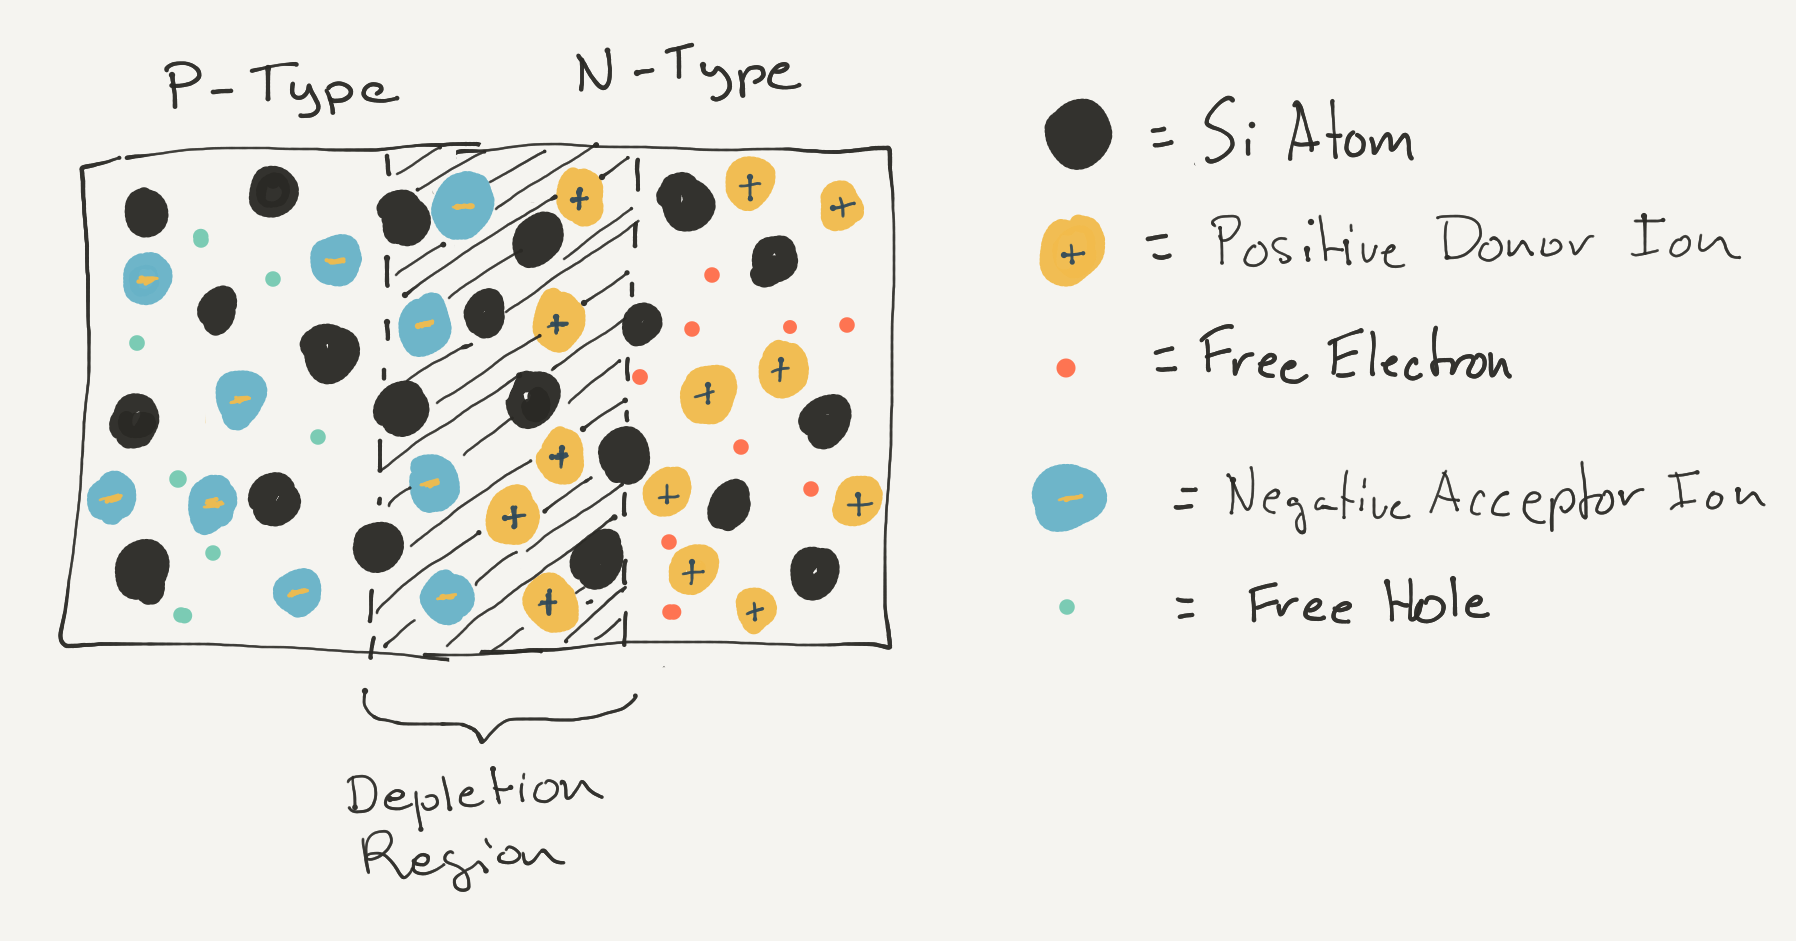 P-Type
N-Type
= Si Atom
+ = Positive Donor Ion
= Free Electron
- = Negative Acceptor Ion
= Free Hole
Depletion
Region